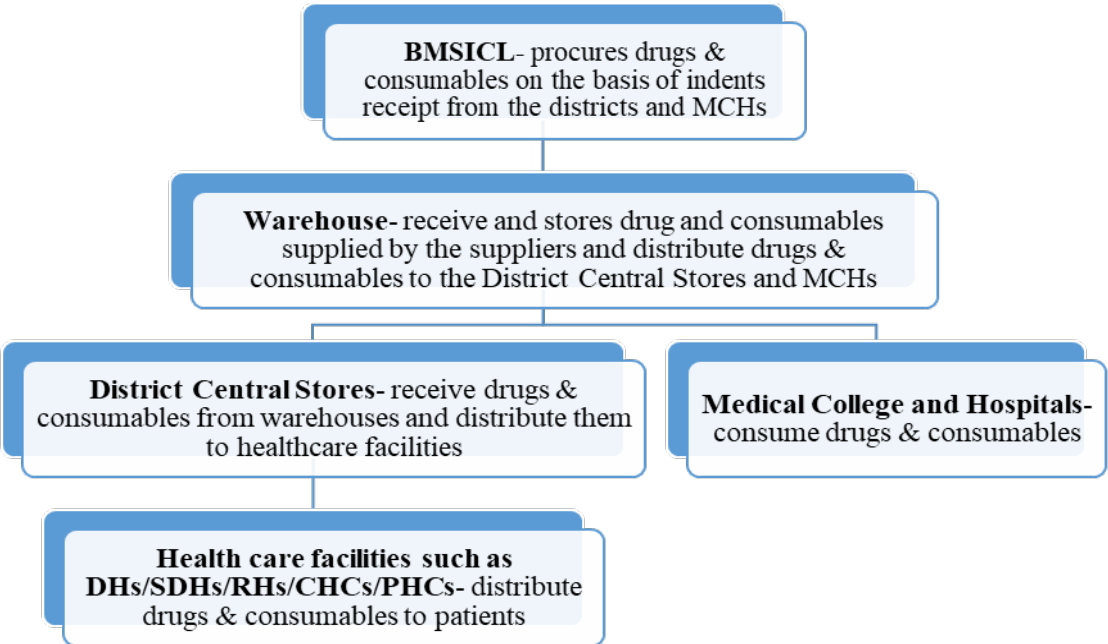 BMSICL- procures drugs &
consumables on the basis of indents
receipt from the districts and MCHs
Warehouse- receive and stores drug and consumables
supplied by the suppliers and distribute drugs &
consumables to the District Central Stores and MCHs
District Central Stores- receive drugs &
consumables from warehouses and distribute them
to healthcare facilities
Medical College and Hospitals-
consume drugs & consumables
Health care facilities such as
DHs/SDHs/RHs/CHCs/PHCs- distribute
drugs & consumables to patients